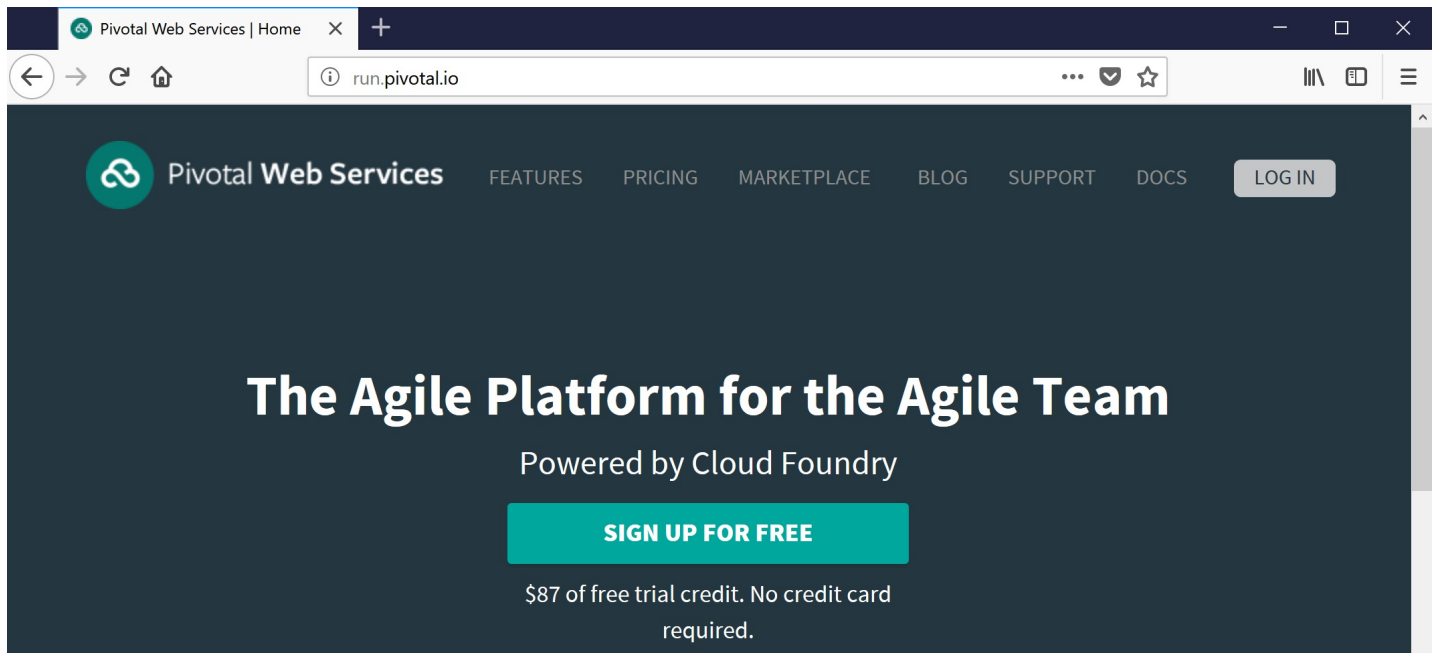 Pivotal Web Services | Home
run.pivotal.io
Pivotal Web Services FEATURES PRICING MARKETPLACE BLOG SUPPORT DOCS LOG IN
The Agile Platform for the Agile Team
Powered by Cloud Foundry
SIGN UP FOR FREE
$87 of free trial credit. No credit card
required.